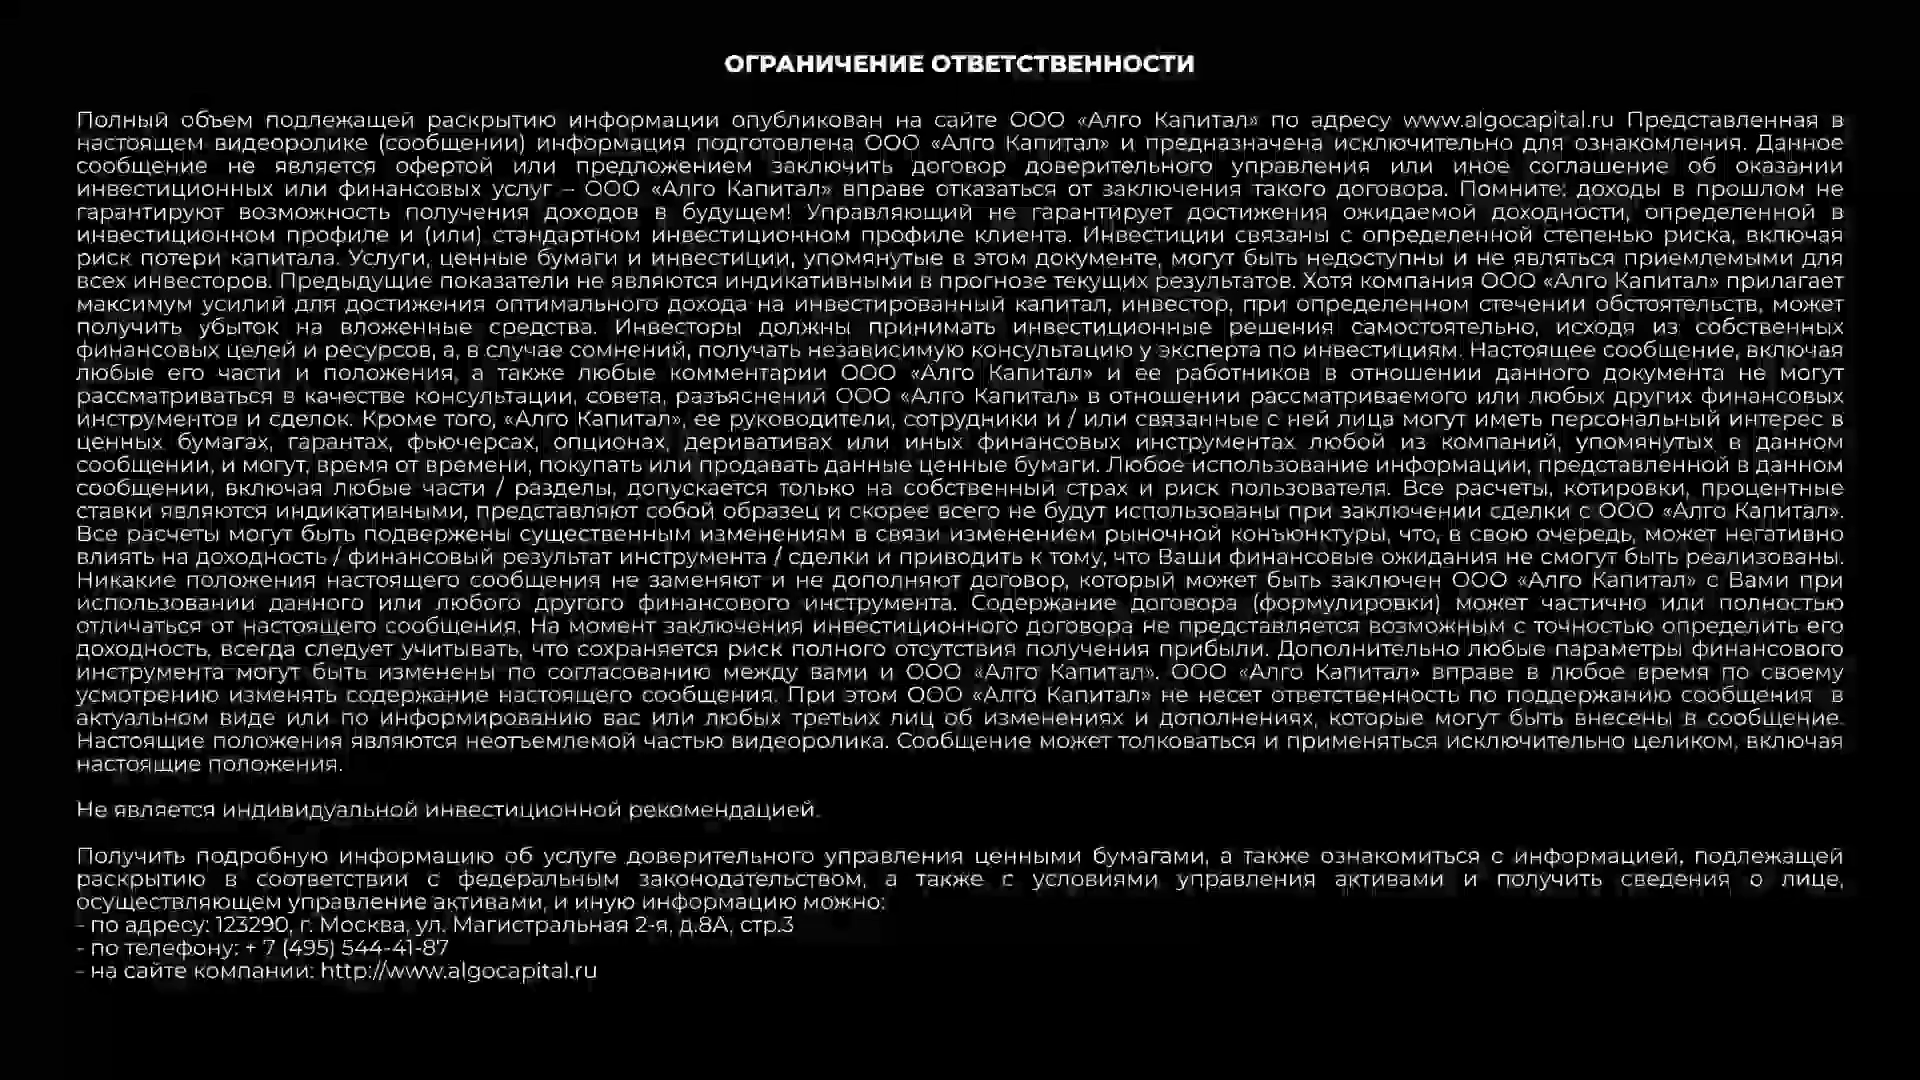 ОГРАНИЧЕНИЕ ОТВЕТСТВЕННОСТИ
Полный объем подлежащей раскрытию информации опубликован на сайте ООО «Алго Капитал» по адресу www.algocapital.ru Представленная в
настоящем видеоролике (сообщении) информация подготовлена ООО «Алго Капитал» и предназначена исключительно для ознакомления. Данное
сообщение не является офертой или предложением заключить договор доверительного управления или иное соглашение об оказании
инвестиционных или финансовых услуг – ООО «Алго Капитал» вправе отказаться от заключения такого договора. Помните: доходы в прошлом не
гарантируют возможность получения доходов в будущем! Управляющий не гарантирует достижения ожидаемой доходности, определенной в
инвестиционном профиле и (или) стандартном инвестиционном профиле клиента. Инвестиции связаны с определенной степенью риска, включая
риск потери капитала. Услуги, ценные бумаги и инвестиции, упомянутые в этом документе, могут быть недоступны и не являться приемлемыми для
всех инвесторов. Предыдущие показатели не являются индикативными в прогнозе текущих результатов. Хотя компания ООО «Алго Капитал» прилагает
максимум усилий для достижения оптимального дохода на инвестированный капитал, инвестор, при определенном стечении обстоятельств, может
получить убыток на вложенные средства. Инвесторы должны принимать инвестиционные решения самостоятельно, исходя из собственных
финансовых целей и ресурсов, а, в случае сомнений, получать независимую консультацию у эксперта по инвестициям. Настоящее сообщение, включая
любые его части и положения, а также любые комментарии ООО «Алго Капитал» и ее работников в отношении данного документа не могут
рассматриваться в качестве консультации, совета, разъяснений ООО «Алго Капитал» в отношении рассматриваемого или любых других финансовых
инструментов и сделок. Кроме того, «Алго Капитал», ее руководители, сотрудники и / или связанные с ней лица могут иметь персональный интерес в
ценных бумагах, гарантах, фьючерсах, опционах, деривативах или иных финансовых инструментах любой из компаний, упомянутых в данном
сообщении, и могут, время от времени, покупать или продавать данные ценные бумаги. Любое использование информации, представленной в данном
сообщении, включая любые части / разделы, допускается только на собственный страх и риск пользователя. Все расчеты, котировки, процентные
ставки являются индикативными, представляют собой образец и скорее всего не будут использованы при заключении сделки с ООО «Алго Капитал».
Все расчеты могут быть подвержены существенным изменениям в связи изменением рыночной конъюнктуры, что, в свою очередь, может негативно
влиять на доходность / финансовый результат инструмента / сделки и приводить к тому, что Ваши финансовые ожидания не смогут быть реализованы.
Никакие положения настоящего сообщения не заменяют и не дополняют договор, который может быть заключен ООО «Алго Капитал» с Вами при
использовании данного или любого другого финансового инструмента. Содержание договора (формулировки) может частично или полностью
отличаться от настоящего сообщения. На момент заключения инвестиционного договора не представляется возможным с точностью определить его
доходность, всегда следует учитывать, что сохраняется риск полного отсутствия получения прибыли. Дополнительно любые параметры финансового
инструмента могут быть изменены по согласованию между вами и ООО «Алго Капитал». ООО «Алго Капитал» вправе в любое время по своему
усмотрению изменять содержание настоящего сообщения. При этом ООО «Алго Капитал» не несет ответственность по поддержанию сообщения в
актуальном виде или по информированию вас или любых третьих лиц об изменениях и дополнениях, которые могут быть внесены в сообщение.
Настоящие положения являются неотъемлемой частью видеоролика. Сообщение может толковаться и применяться исключительно целиком, включая
настоящие положения.
Не является индивидуальной инвестиционной рекомендацией.
Получить подробную информацию об услуге доверительного управления ценными бумагами, а также ознакомиться с информацией, подлежащей
раскрытию в соответствии с федеральным законодательством, а также с условиями управления активами и получить сведения о лице,
осуществляющем управление активами, и иную информацию можно:
- по адресу: 123290, г. Москва, ул. Магистральная 2-я, д.8А, стр.3
- по телефону: + 7 (495) 544-41-87
- на сайте компании: http://www.algocapital.ru